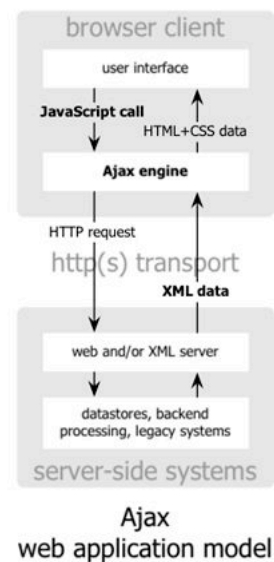 browser client
user interface
JavaScript call
HTML+CSS data
Ajax engine
HTTP request
http(s) transport
XML data
web and/or XML server
datastores, backend
processing, legacy systems
server-side systems
Ajax
web application model